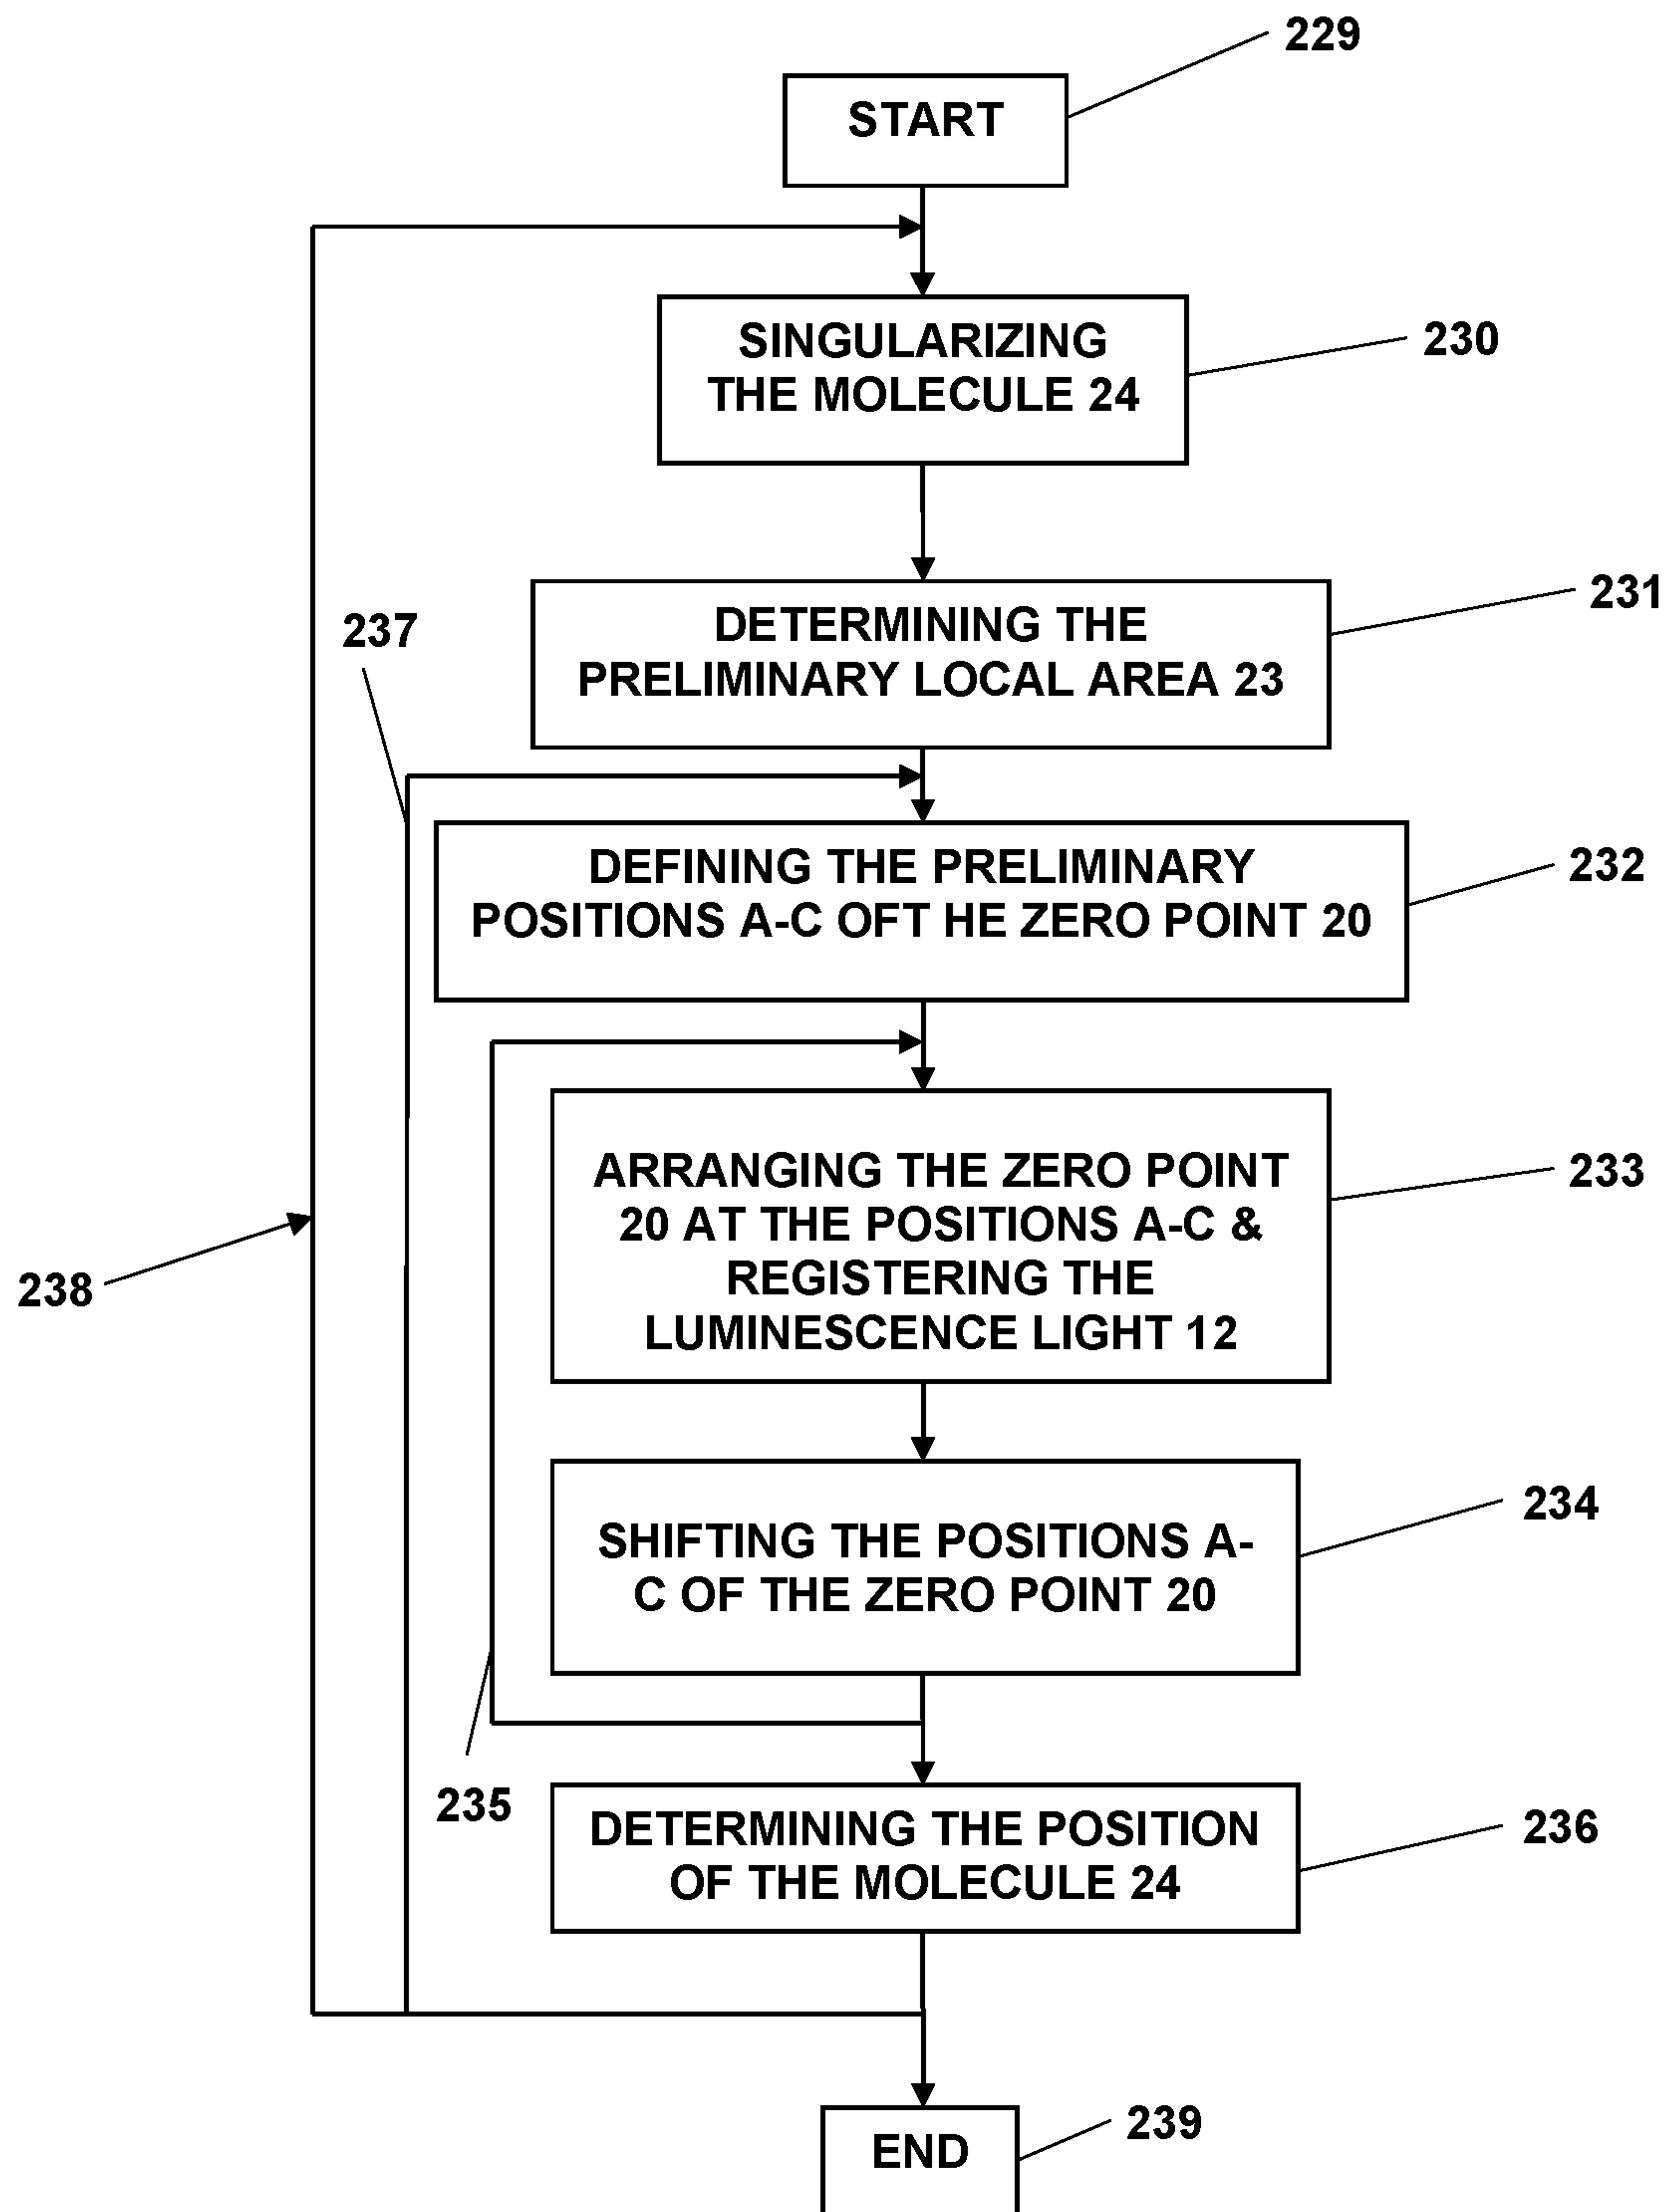 229
START
SINGULARIZING
THE MOLECULE 24
230
DETERMINING THE
PRELIMINARY LOCAL AREA 23
231
237
DEFINING THE PRELIMINARY
POSITIONS A-C OFT HE ZERO POINT 20
232
ARRANGING THE ZERO POINT
20 AT THE POSITIONS A-C &
REGISTERING THE
LUMINESCENCE LIGHT 12
233
238
SHIFTING THE POSITIONS A-
C OF THE ZERO POINT 20
234
235
DETERMINING THE POSITION
OF THE MOLECULE 24
236
END
239